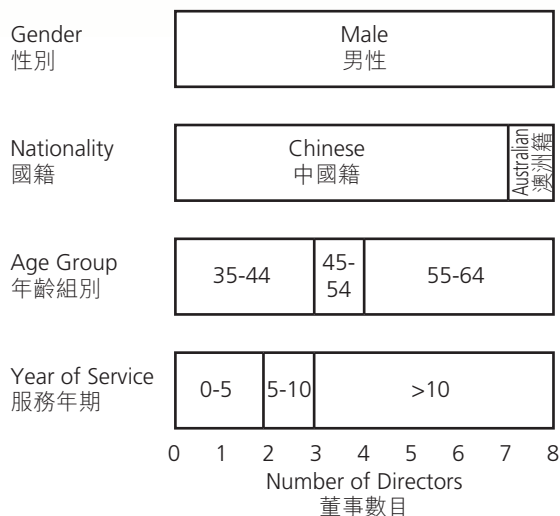 Gender
性別
Male
男性
Nationality
國籍
Chinese
中國籍
Australian
澳洲籍
Age Group
年齡組別
35-44
45-
54
55-64
Year of Service
服務年期
0-5
5-10
>10
0 1 2 3 4 5 6 7 8
Number of Directors
董事數目